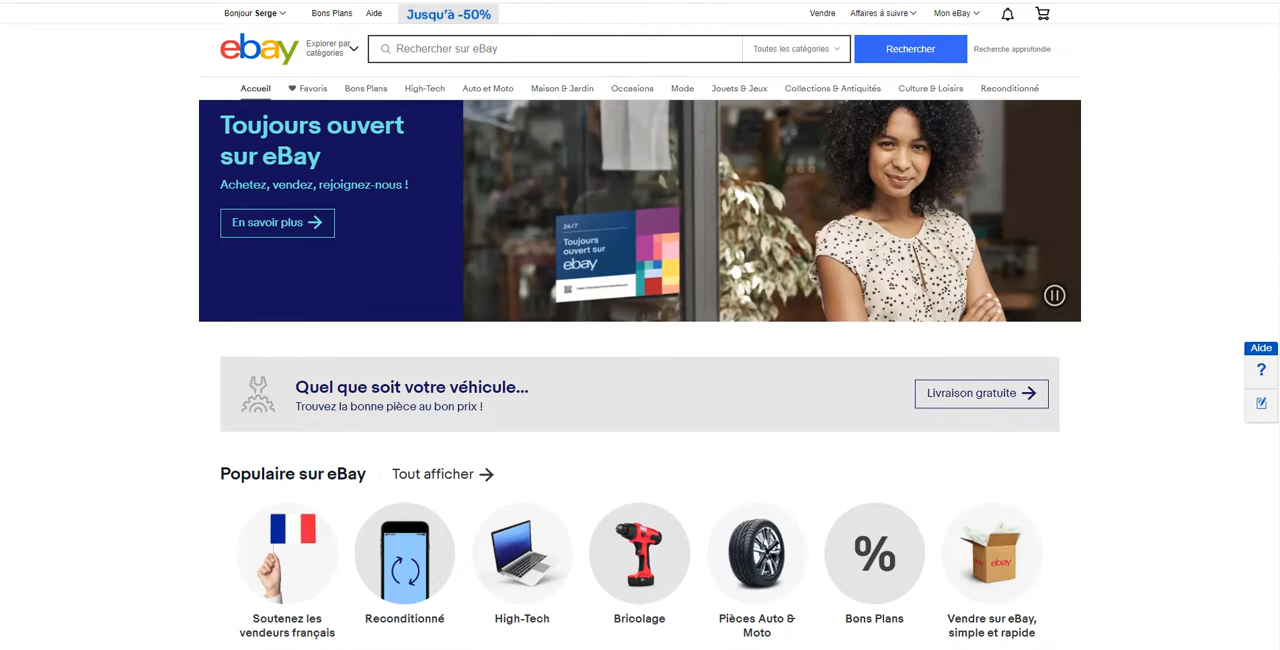 Bonjour Serge Bons Plans Aide Jusqu'à -50% Vendre Affaires à suivre Mon eBay
ebay Explorer par catégories Rechercher sur eBay Toutes les catégories Rechercher Recherche approfondie
Accueil Favoris Bons Plans High-Tech Auto et Moto Maison & Jardin Occasions Mode Jouets & Jeux Collections & Antiquités Culture & Loisirs Reconditionné
Toujours ouvert
sur eBay
Achetez, vendez, rejoignez-nous !
En savoir plus
24/7
Toujours
ouvert sur
ebay
Aide
?
Quel que soit votre véhicule...
Trouvez la bonne pièce au bon prix !
Livraison gratuite
Populaire sur eBay Tout afficher
%
ebay
Soutenez les
vendeurs français
Reconditionné
High-Tech
Bricolage
Pièces Auto &
Moto
Bons Plans
Vendre sur eBay,
simple et rapide